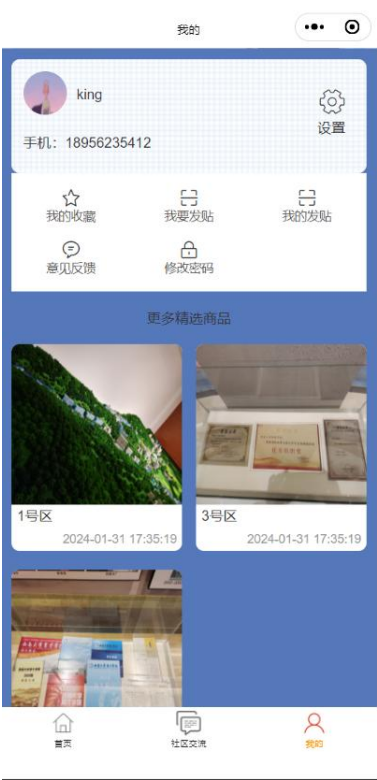 我的
king
设置
手机：18956235412
我的收藏
我要发贴
我的发贴
意见反馈
修改密码
更多精选商品
1号区
2024-01-31 17:35:19
3号区
2024-01-31 17:35:19
首页
社区交流
我的